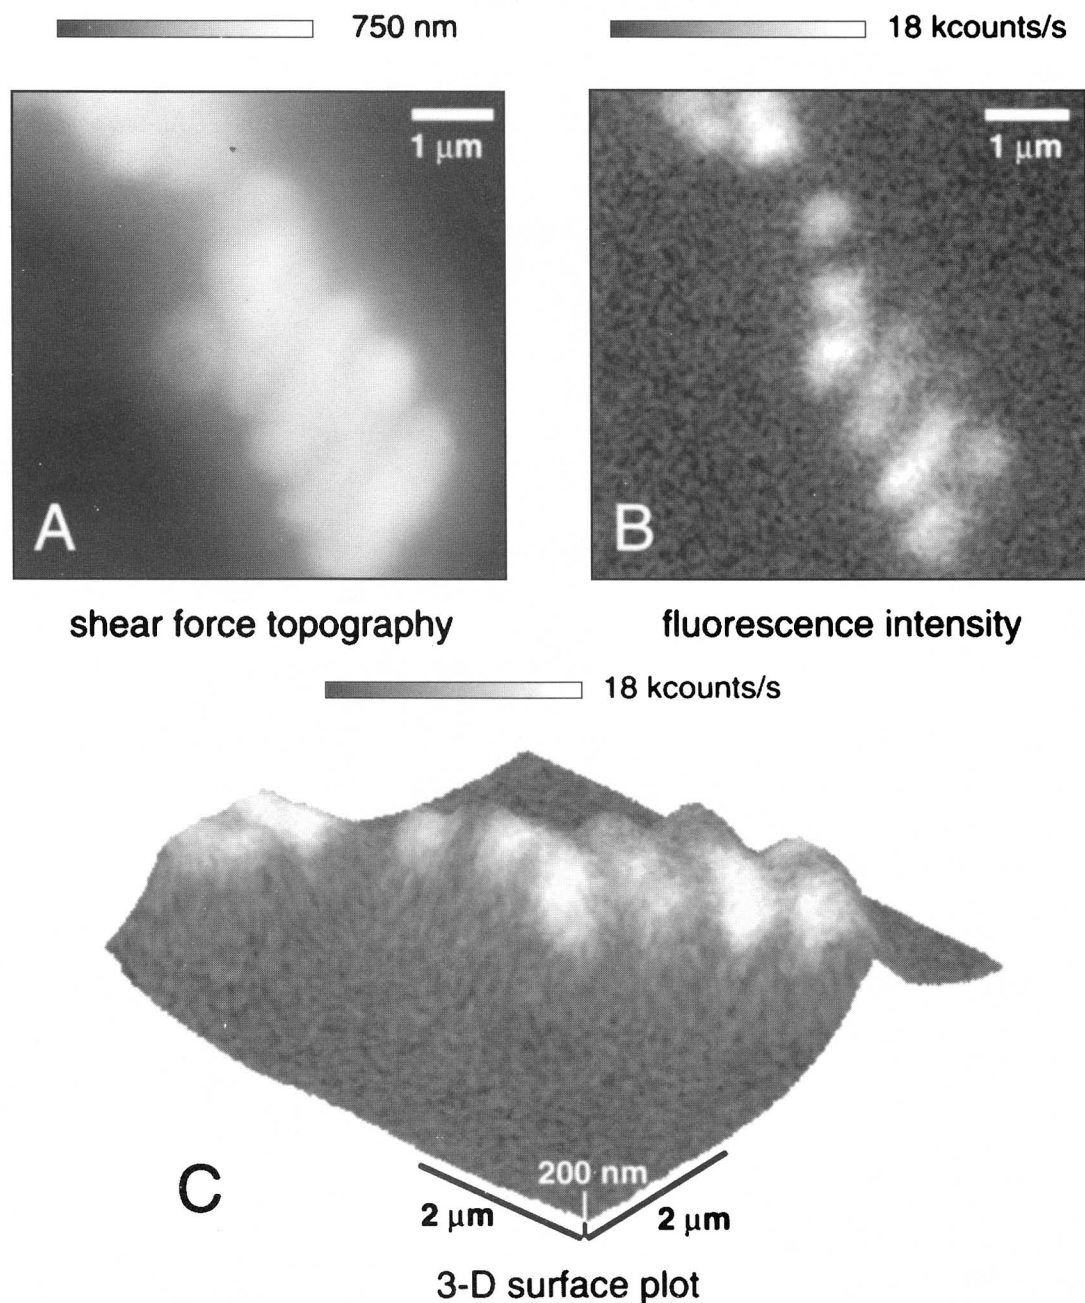 750 nm
18 kcounts/s
1 μm
1 μm
A
B
shear force topography
fluorescence intensity
18 kcounts/s
C
200 nm
2 μm
2 μm
3-D surface plot